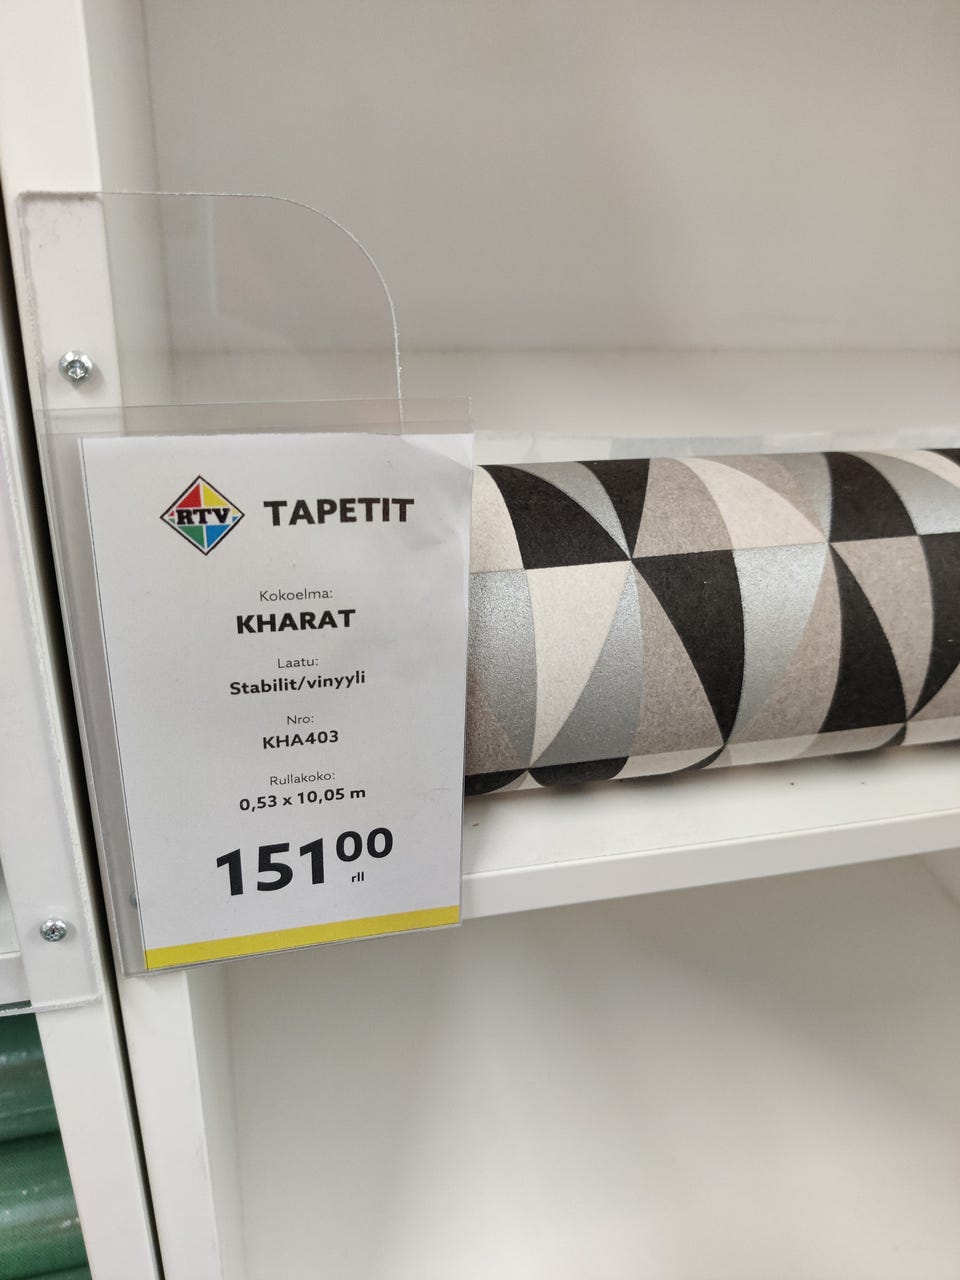 RTV TAPETIT
Kokoelma:
KHARAT
Laatu:
Stabilit/vinyyli
Nro:
KHA403
Rullakoko:
0,53 x 10,05 m
151 00
rll